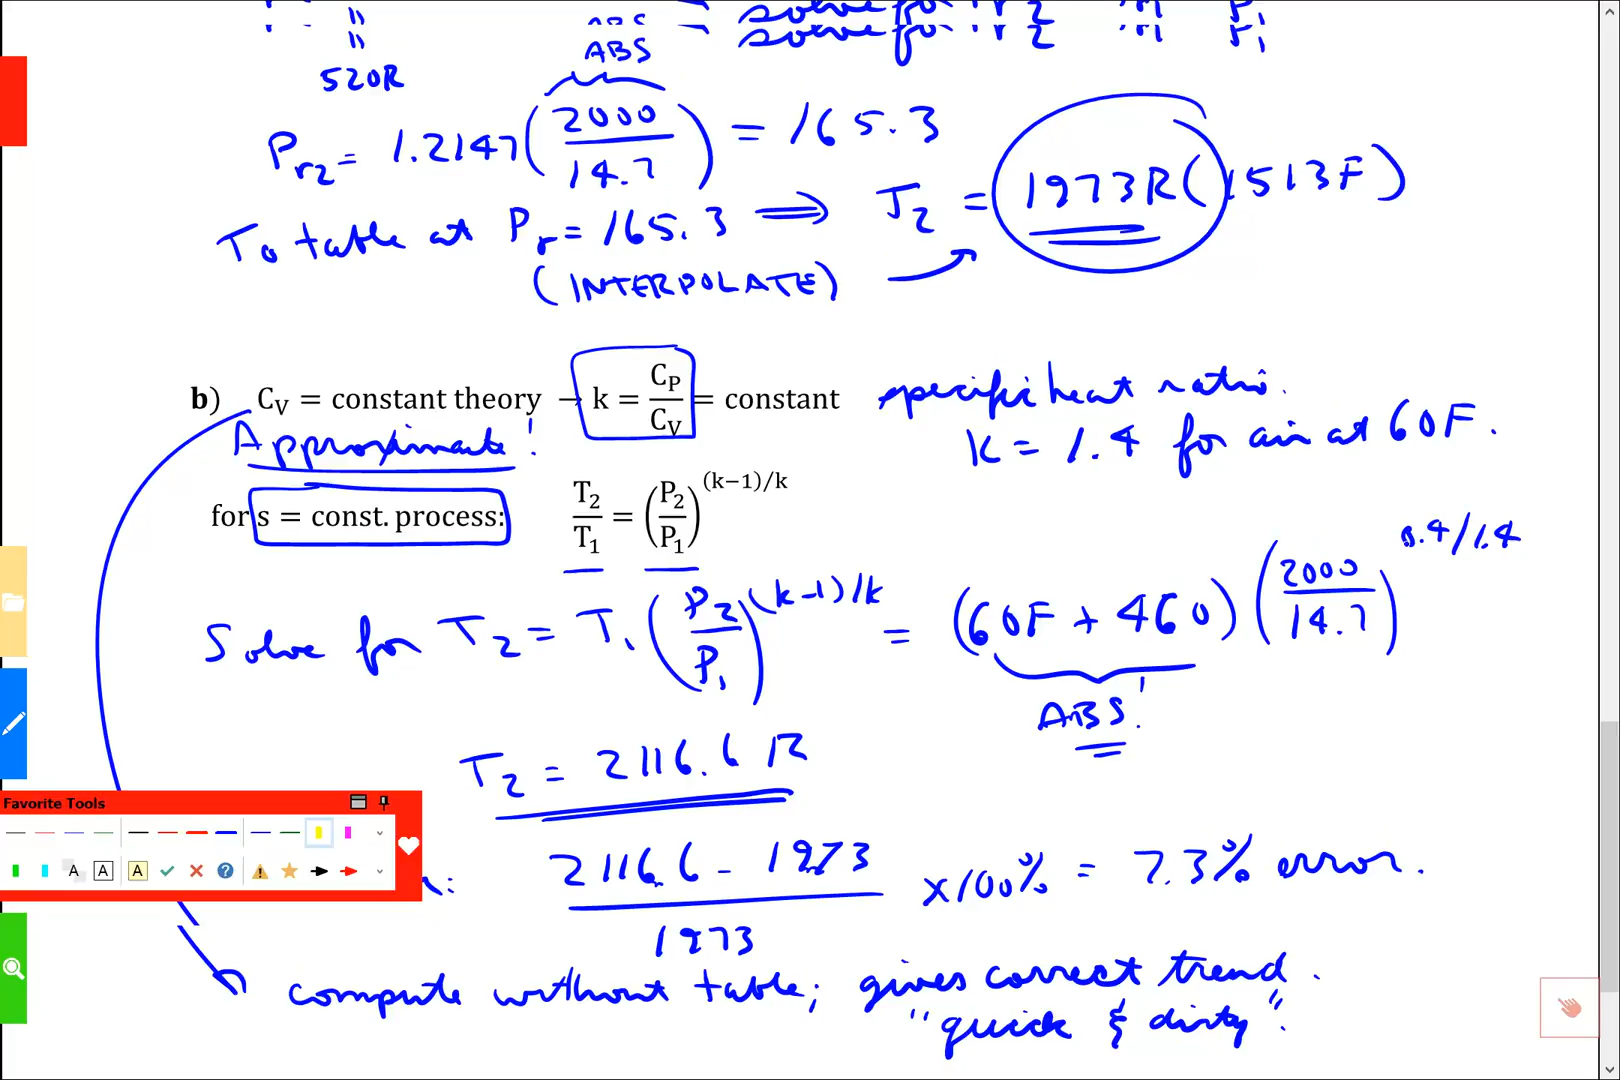 = solve for Pr2
520R
ABS
Pr2 = 1.2147 (2000/14.7) = 165.3
To table at Pr = 165.3 ⟹ T2 = 1973R (1513F)
(INTERPOLATE)
b) CV = constant theory → k = CP/CV = constant
specific heat ratio.
Approximate!
K = 1.4 for air at 60F.
for s = const. process: T2/T1 = (P2/P1)^(k−1)/k
Solve for T2 = T1 (P2/P1)^(k-1)/k = (60F + 460) (2000/14.7)^0.4/1.4
ABS!
T2 = 2116.6 R
Favorite Tools
2116.6 - 1973 / 1973 x100% = 7.3% error.
compute without table; gives correct trend.
"quick & dirty".